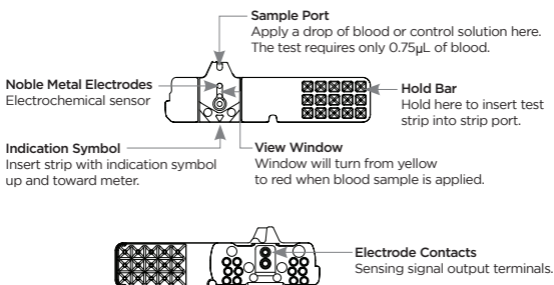 Sample Port
Apply a drop of blood or control solution here.
The test requires only 0.75µL of blood.
Noble Metal Electrodes
Electrochemical sensor
Hold Bar
Hold here to insert test
strip into strip port.
Indication Symbol
Insert strip with indication symbol
up and toward meter.
View Window
Window will turn from yellow
to red when blood sample is applied.
Electrode Contacts
Sensing signal output terminals.